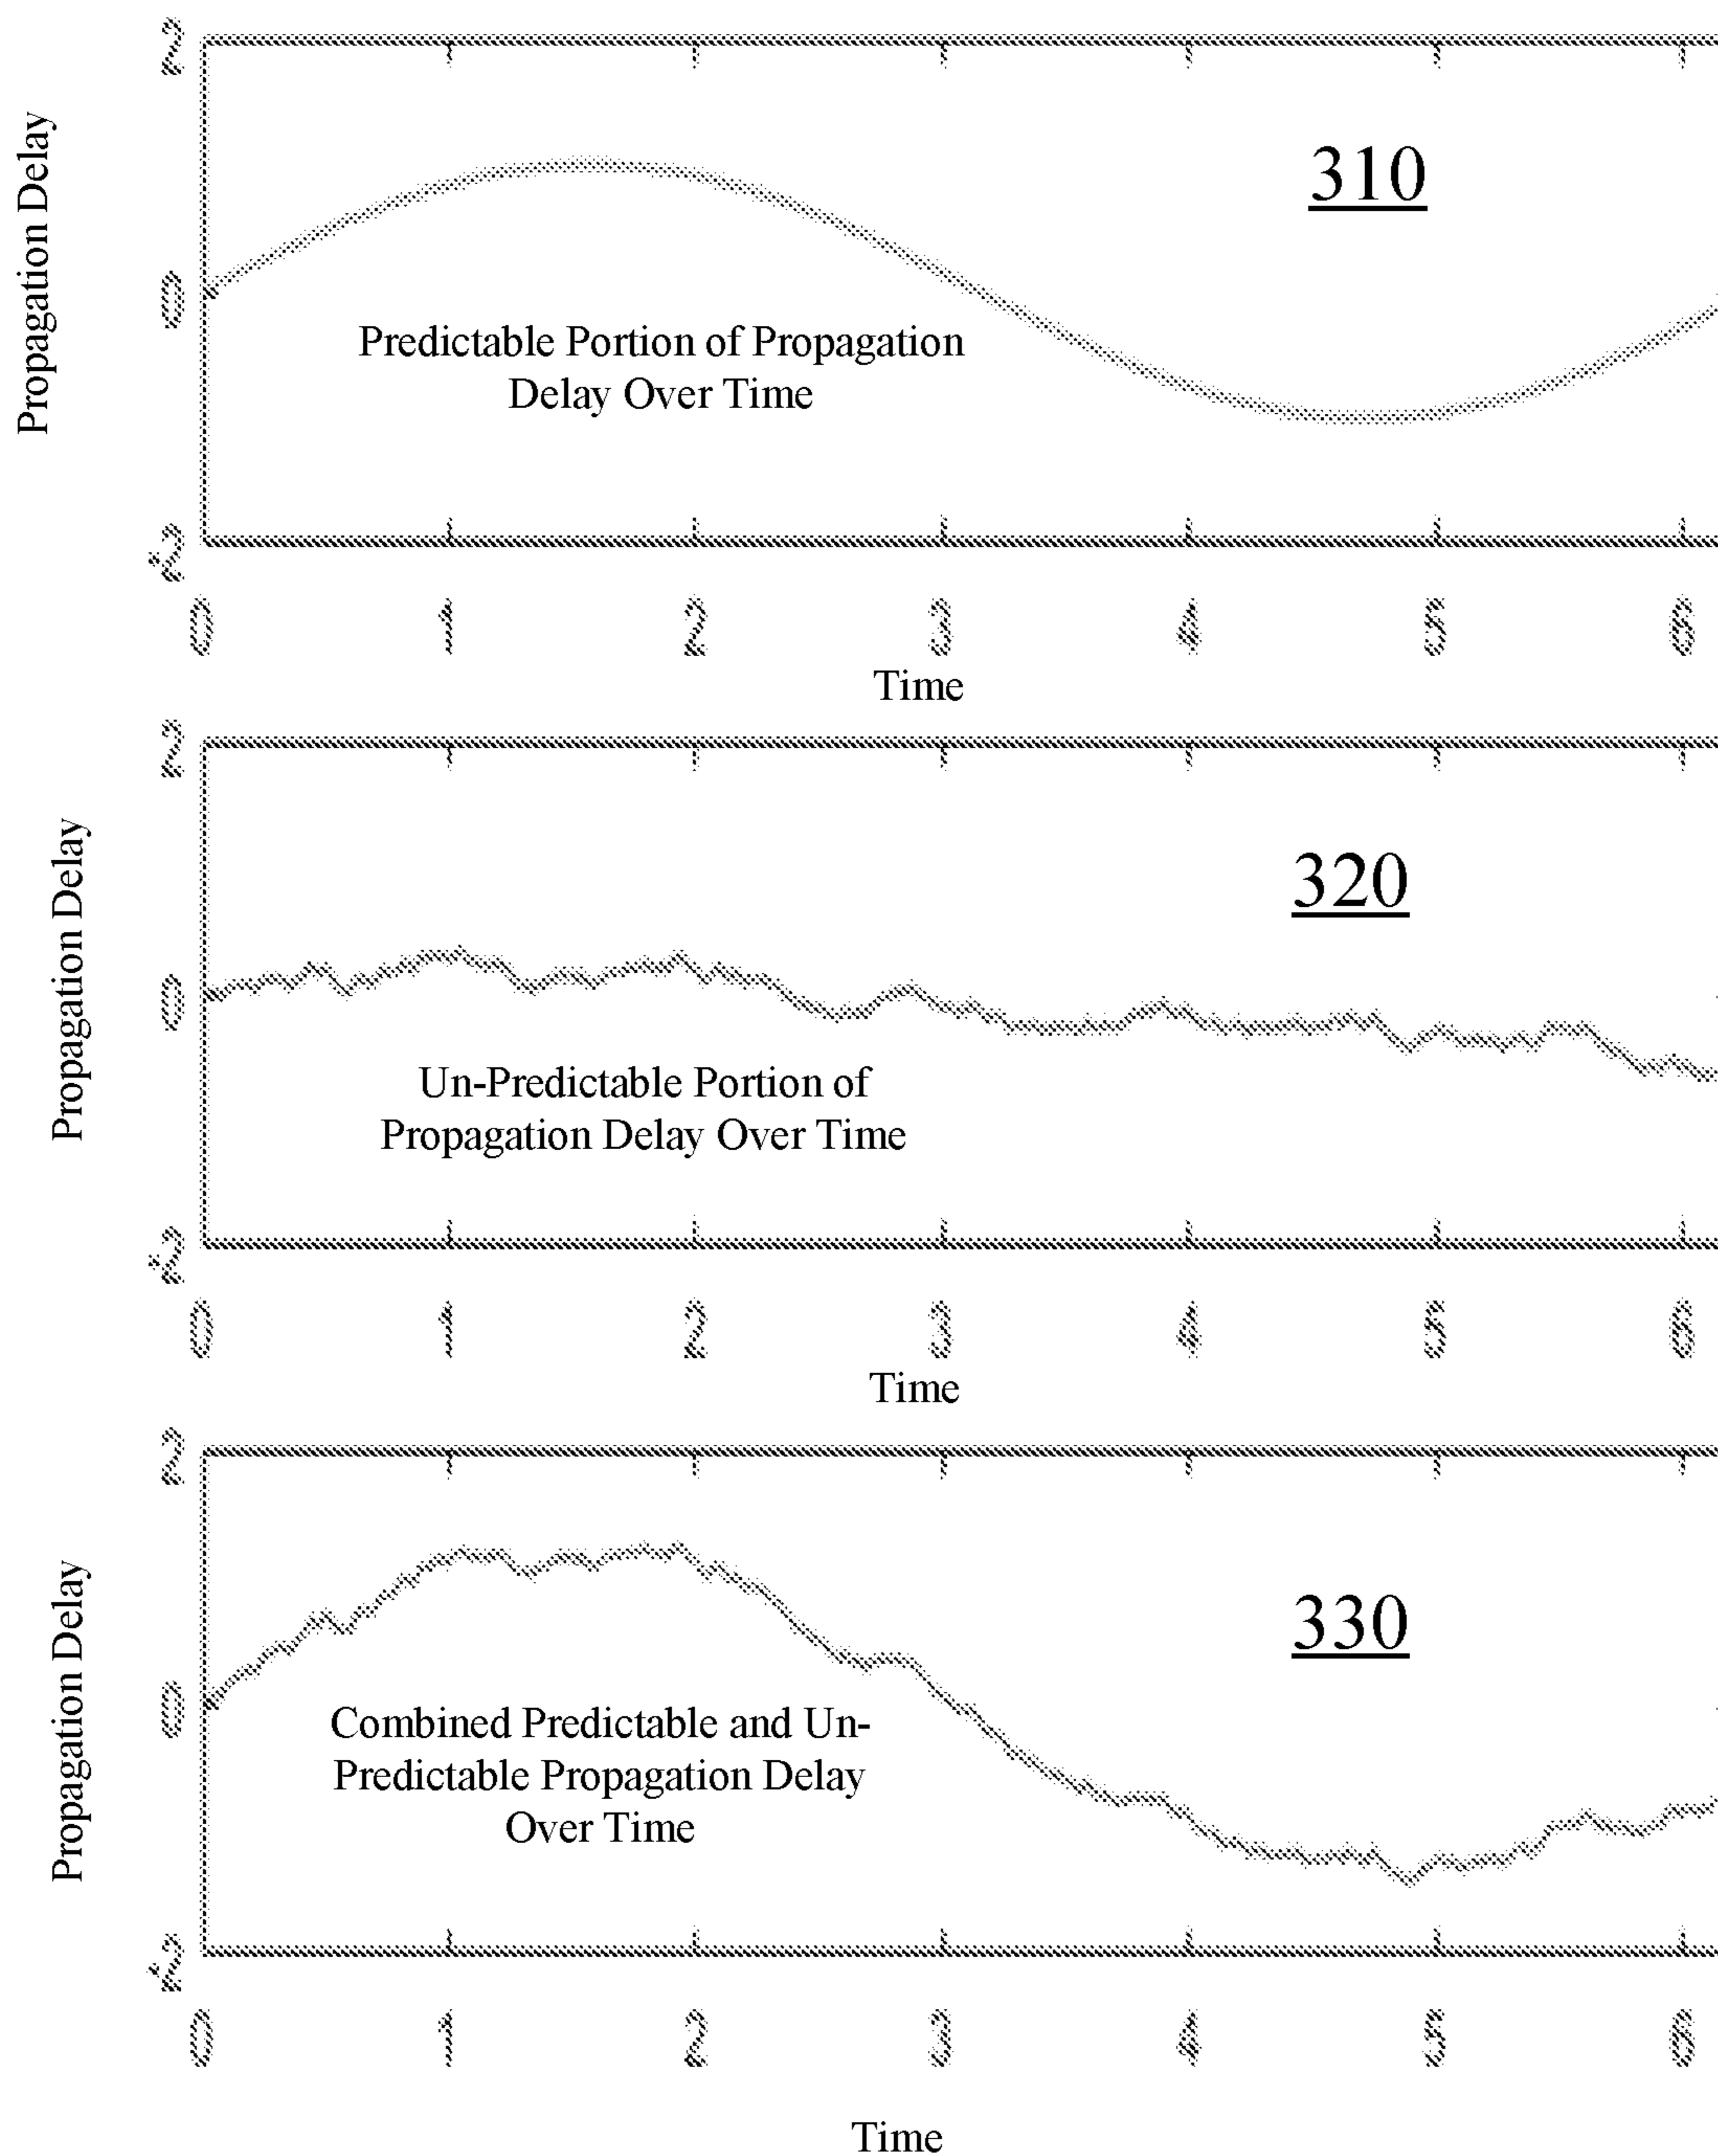 2
310
Propagation Delay
0
Predictable Portion of Propagation
Delay Over Time
-2
0 1 2 3 4 5 6
Time
2
320
Propagation Delay
0
Un-Predictable Portion of
Propagation Delay Over Time
-2
0 1 2 3 4 5 6
Time
2
330
Propagation Delay
0
Combined Predictable and Un-
Predictable Propagation Delay
Over Time
-2
0 1 2 3 4 5 6
Time